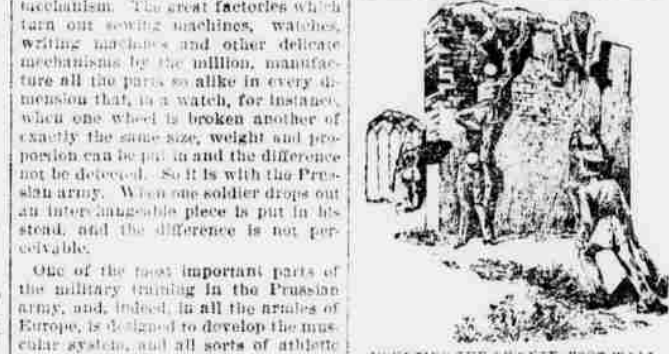 mechanism. The great factories which
turn out sewing machines, watches,
writing machines and other delicate
mechanisms by the million, manufac-
ture all the parts so alike in every di-
mension that, in a watch, for instance,
when one wheel is broken another of
exactly the same size, weight and pro-
portion can be put in and the difference
not be detected. So it is with the Prus-
sian army. When one soldier drops out
an interchangeable piece is put in his
stead, and the difference is not per-
ceivable.
One of the most important parts of
the military training in the Prussian
army, and, indeed, in all the armies of
Europe, is designed to develop the mus-
cular system, and all sorts of athletic